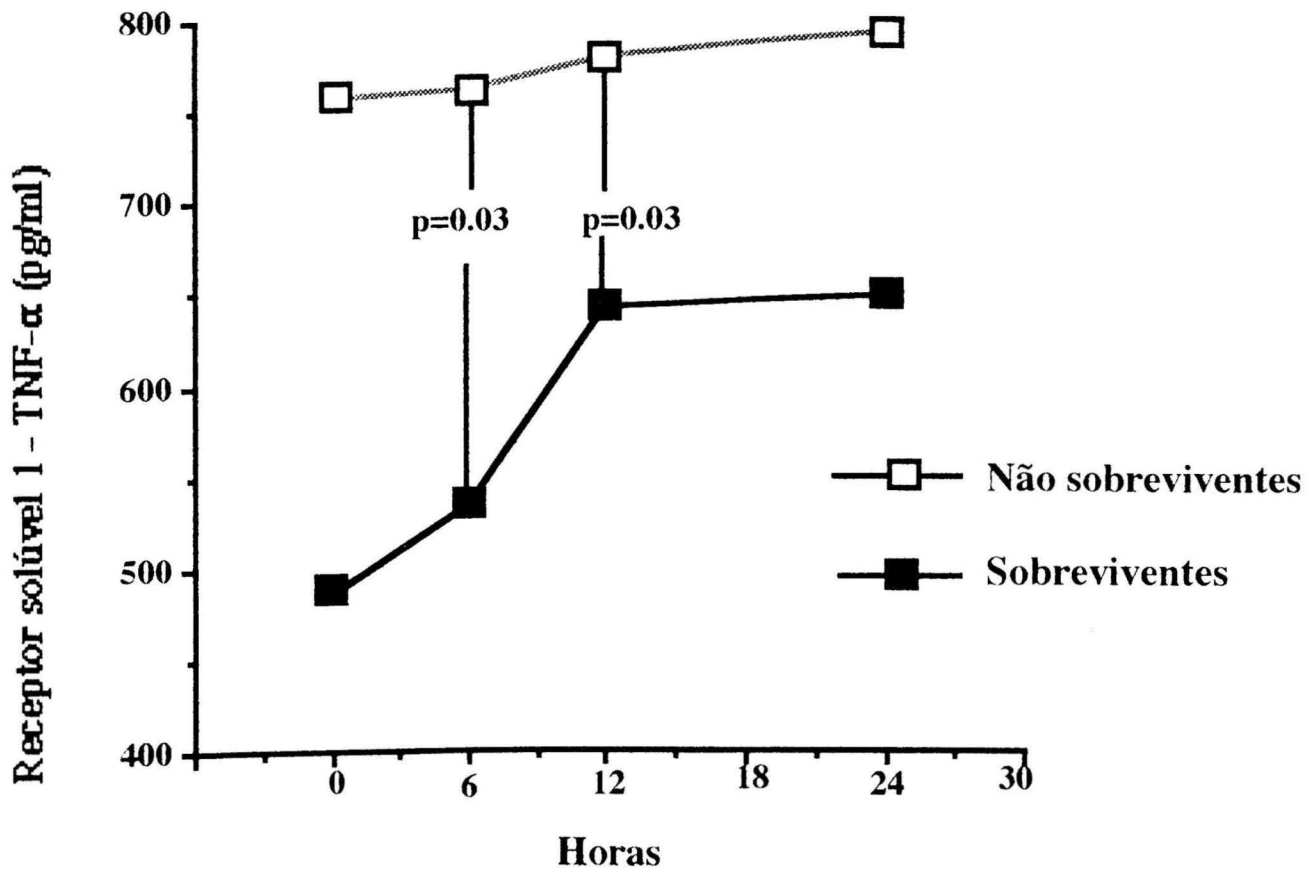 Receptor solúvel 1 - TNF-α (pg/ml)
800
700
600
500
400
p=0.03
p=0.03
Não sobreviventes
Sobreviventes
0 6 12 18 24 30
Horas